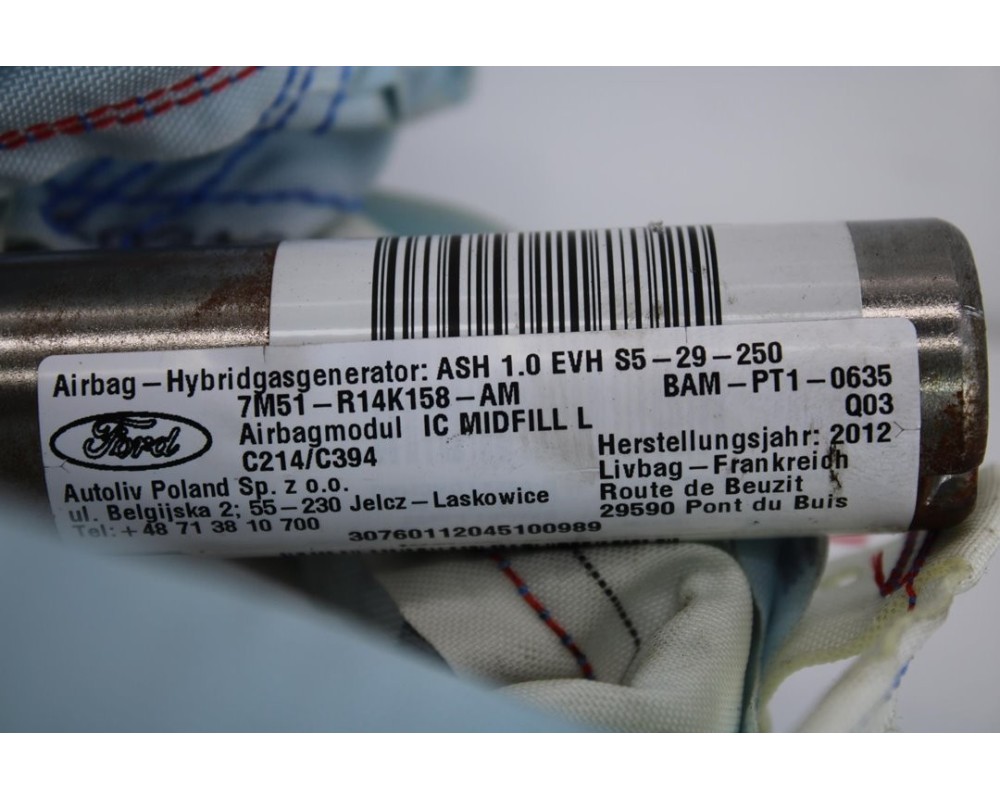 Airbag-Hybridgasgenerator: ASH 1.0 EVH S5-29-250
7M51-R14K158-AM BAM-PT1-0635
Q03
Ford
Airbagmodul IC MIDFILL L
C214/C394
Herstellungsjahr: 2012
Livbag-Frankreich
Route de Beuzit
29590 Pont du Buis
Autoliv Poland Sp. z o.o.
ul. Belgijska 2; 55-230 Jelcz-Laskowice
Tel: +48 71 38 10 700
30760112045100989